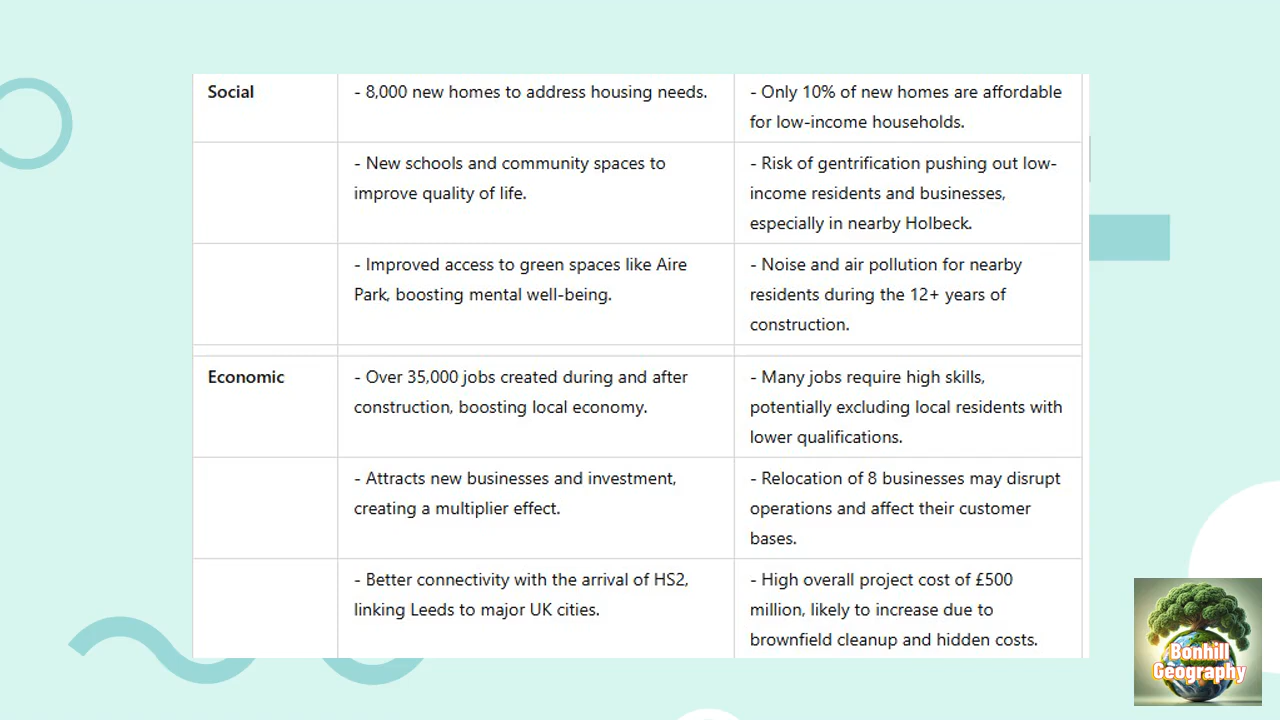 Social
- 8,000 new homes to address housing needs.
- Only 10% of new homes are affordable
for low-income households.
- New schools and community spaces to
improve quality of life.
- Risk of gentrification pushing out low-
income residents and businesses,
especially in nearby Holbeck.
- Improved access to green spaces like Aire
Park, boosting mental well-being.
- Noise and air pollution for nearby
residents during the 12+ years of
construction.
Economic
- Over 35,000 jobs created during and after
construction, boosting local economy.
- Many jobs require high skills,
potentially excluding local residents with
lower qualifications.
- Attracts new businesses and investment,
creating a multiplier effect.
- Relocation of 8 businesses may disrupt
operations and affect their customer
bases.
- Better connectivity with the arrival of HS2,
linking Leeds to major UK cities.
- High overall project cost of £500
million, likely to increase due to
brownfield cleanup and hidden costs.
Bonhill
Geography